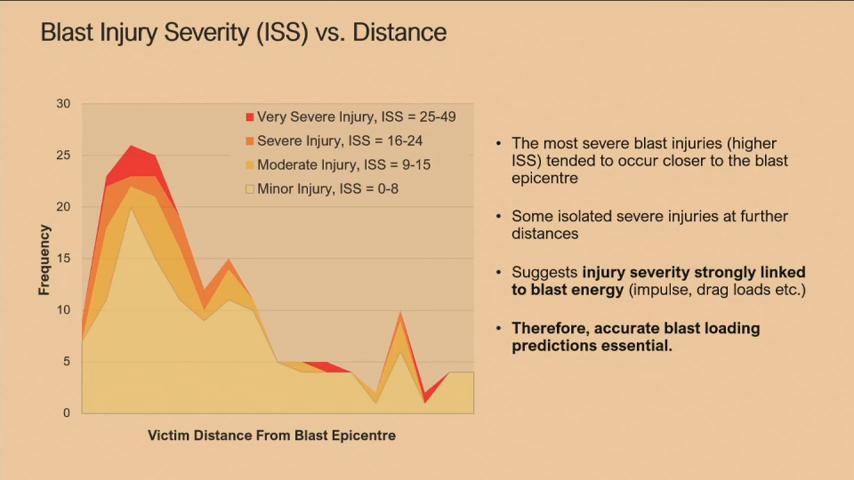 Blast Injury Severity (ISS) vs. Distance
30
25
20
15
10
5
0
Frequency
Very Severe Injury, ISS = 25-49
Severe Injury, ISS = 16-24
Moderate Injury, ISS = 9-15
Minor Injury, ISS = 0-8
Victim Distance From Blast Epicentre
• The most severe blast injuries (higher
ISS) tended to occur closer to the blast
epicentre
• Some isolated severe injuries at further
distances
• Suggests injury severity strongly linked
to blast energy (impulse, drag loads etc.)
• Therefore, accurate blast loading
predictions essential.